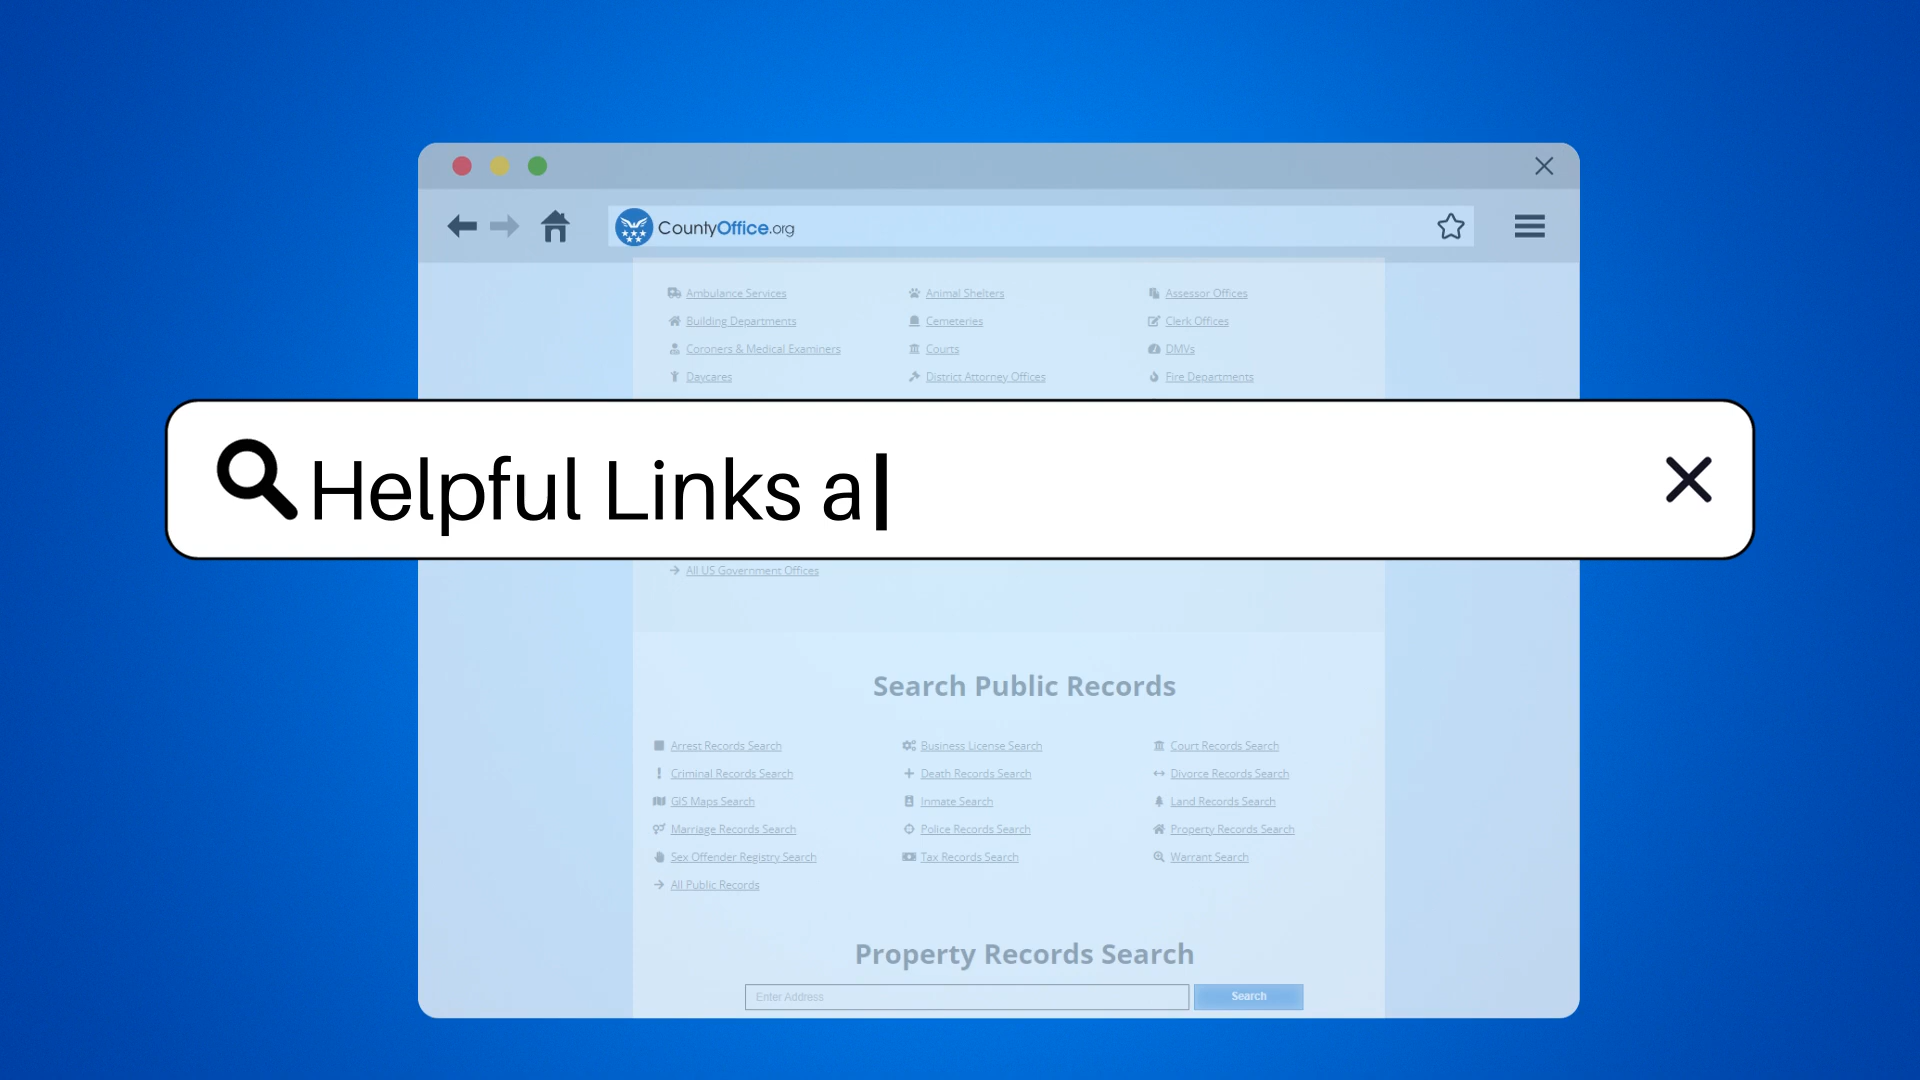 CountyOffice.org
Ambulance Services Animal Shelters Assessor Offices
Building Departments Cemeteries Clerk Offices
Coroners & Medical Examiners Courts DMVs
Daycares District Attorney Offices Fire Departments
Helpful Links a
All US Government Offices
Search Public Records
Arrest Records Search Business License Search Court Records Search
Criminal Records Search Death Records Search Divorce Records Search
GIS Maps Search Inmate Search Land Records Search
Marriage Records Search Police Records Search Property Records Search
Sex Offender Registry Search Tax Records Search Warrant Search
All Public Records
Property Records Search
Enter Address Search